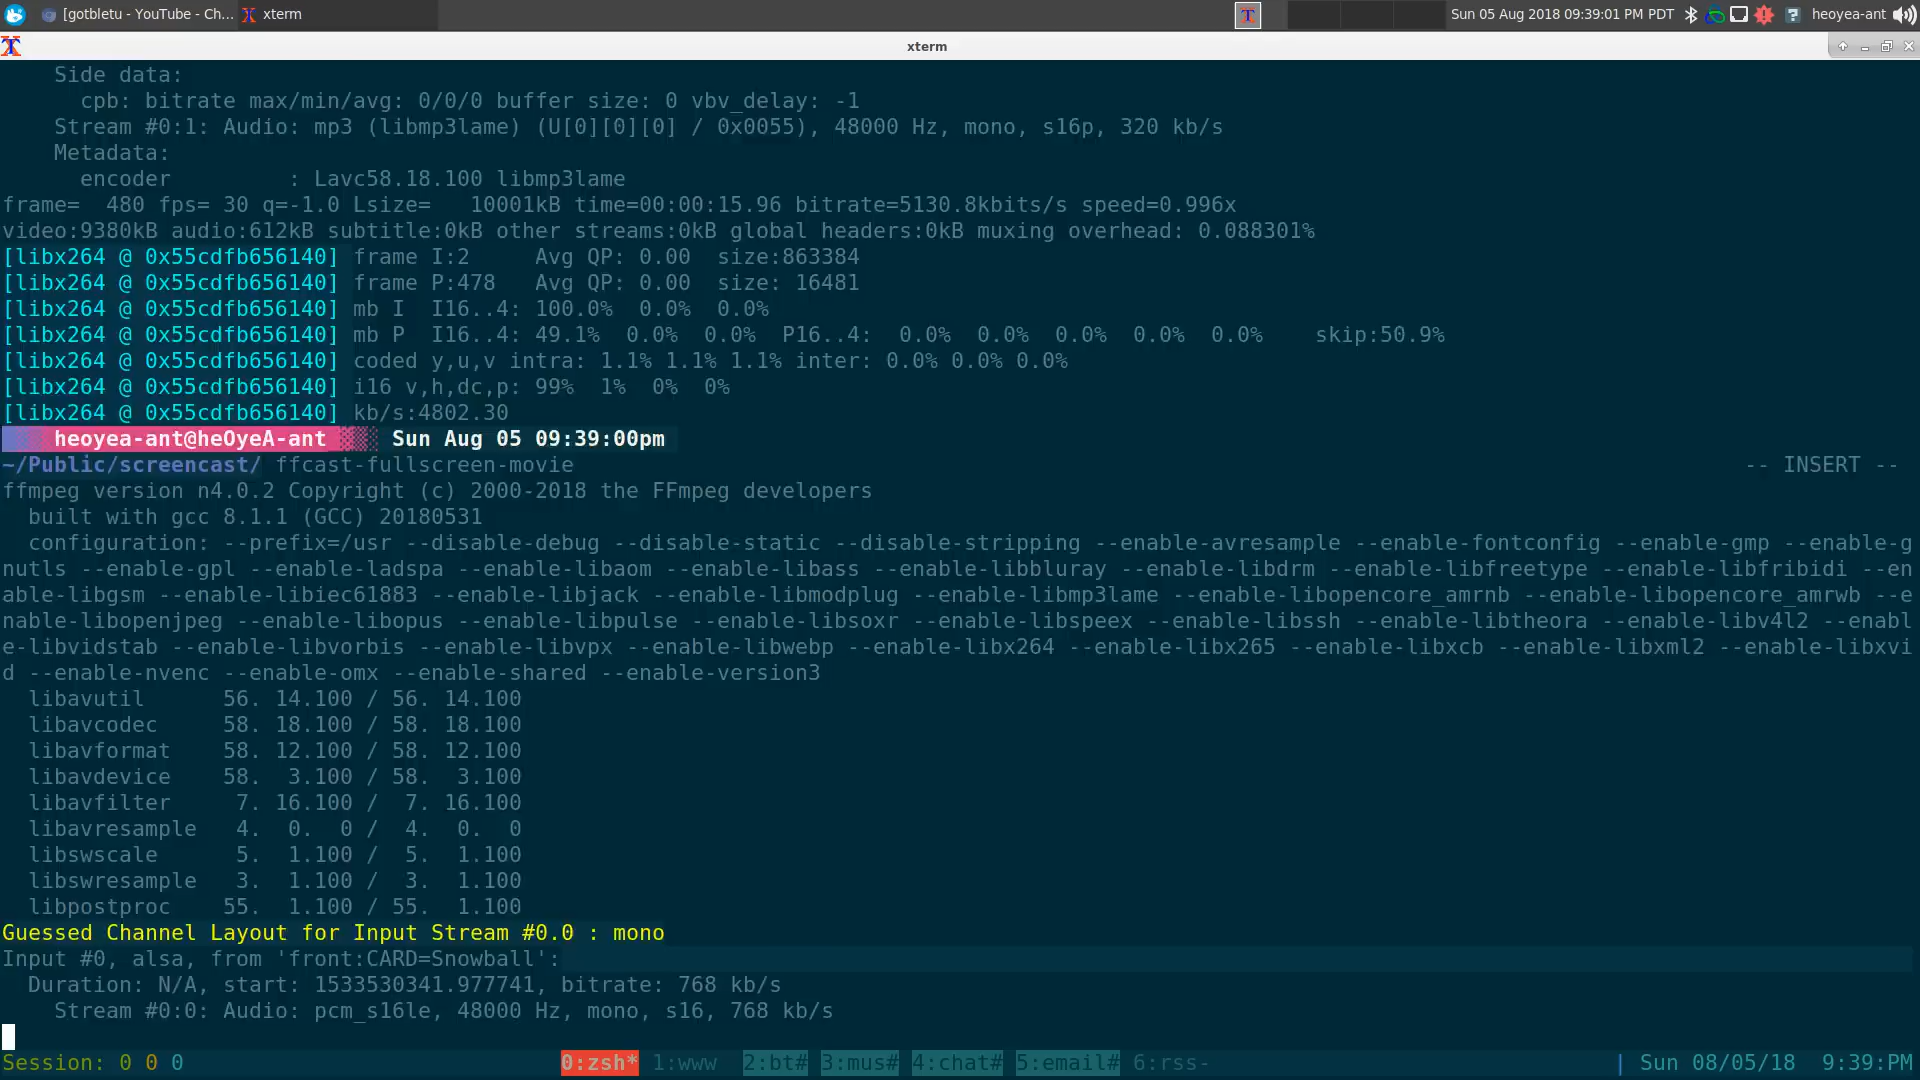 [gotbletu - YouTube - Ch... xterm Sun 05 Aug 2018 09:39:01 PM PDT heoyea-ant
xterm
Side data:
cpb: bitrate max/min/avg: 0/0/0 buffer size: 0 vbv_delay: -1
Stream #0:1: Audio: mp3 (libmp3lame) (U[0][0][0] / 0x0055), 48000 Hz, mono, s16p, 320 kb/s
Metadata:
encoder : Lavc58.18.100 libmp3lame
frame= 480 fps= 30 q=-1.0 Lsize= 10001kB time=00:00:15.96 bitrate=5130.8kbits/s speed=0.996x
video:9380kB audio:612kB subtitle:0kB other streams:0kB global headers:0kB muxing overhead: 0.088301%
[libx264 @ 0x55cdfb656140] frame I:2 Avg QP: 0.00 size:863384
[libx264 @ 0x55cdfb656140] frame P:478 Avg QP: 0.00 size: 16481
[libx264 @ 0x55cdfb656140] mb I I16..4: 100.0% 0.0% 0.0%
[libx264 @ 0x55cdfb656140] mb P I16..4: 49.1% 0.0% 0.0% P16..4: 0.0% 0.0% 0.0% 0.0% 0.0% skip:50.9%
[libx264 @ 0x55cdfb656140] coded y,u,v intra: 1.1% 1.1% 1.1% inter: 0.0% 0.0% 0.0%
[libx264 @ 0x55cdfb656140] i16 v,h,dc,p: 99% 1% 0% 0%
[libx264 @ 0x55cdfb656140] kb/s:4802.30
heoyea-ant@heOyeA-ant Sun Aug 05 09:39:00pm
~/Public/screencast/ ffcast-fullscreen-movie -- INSERT --
ffmpeg version n4.0.2 Copyright (c) 2000-2018 the FFmpeg developers
built with gcc 8.1.1 (GCC) 20180531
configuration: --prefix=/usr --disable-debug --disable-static --disable-stripping --enable-avresample --enable-fontconfig --enable-gmp --enable-g
nutls --enable-gpl --enable-ladspa --enable-libaom --enable-libass --enable-libbluray --enable-libdrm --enable-libfreetype --enable-libfribidi --en
able-libgsm --enable-libiec61883 --enable-libjack --enable-libmodplug --enable-libmp3lame --enable-libopencore_amrnb --enable-libopencore_amrwb --e
nable-libopenjpeg --enable-libopus --enable-libpulse --enable-libsoxr --enable-libspeex --enable-libssh --enable-libtheora --enable-libv4l2 --enabl
e-libvidstab --enable-libvorbis --enable-libvpx --enable-libwebp --enable-libx264 --enable-libx265 --enable-libxcb --enable-libxml2 --enable-libxvi
d --enable-nvenc --enable-omx --enable-shared --enable-version3
libavutil 56. 14.100 / 56. 14.100
libavcodec 58. 18.100 / 58. 18.100
libavformat 58. 12.100 / 58. 12.100
libavdevice 58. 3.100 / 58. 3.100
libavfilter 7. 16.100 / 7. 16.100
libavresample 4. 0. 0 / 4. 0. 0
libswscale 5. 1.100 / 5. 1.100
libswresample 3. 1.100 / 3. 1.100
libpostproc 55. 1.100 / 55. 1.100
Guessed Channel Layout for Input Stream #0.0 : mono
Input #0, alsa, from 'front:CARD=Snowball':
Duration: N/A, start: 1533530341.977741, bitrate: 768 kb/s
Stream #0:0: Audio: pcm_s16le, 48000 Hz, mono, s16, 768 kb/s
Session: 0 0 0 0:zsh* 1:www 2:bt# 3:mus# 4:chat# 5:email# 6:rss- | Sun 08/05/18 9:39:PM